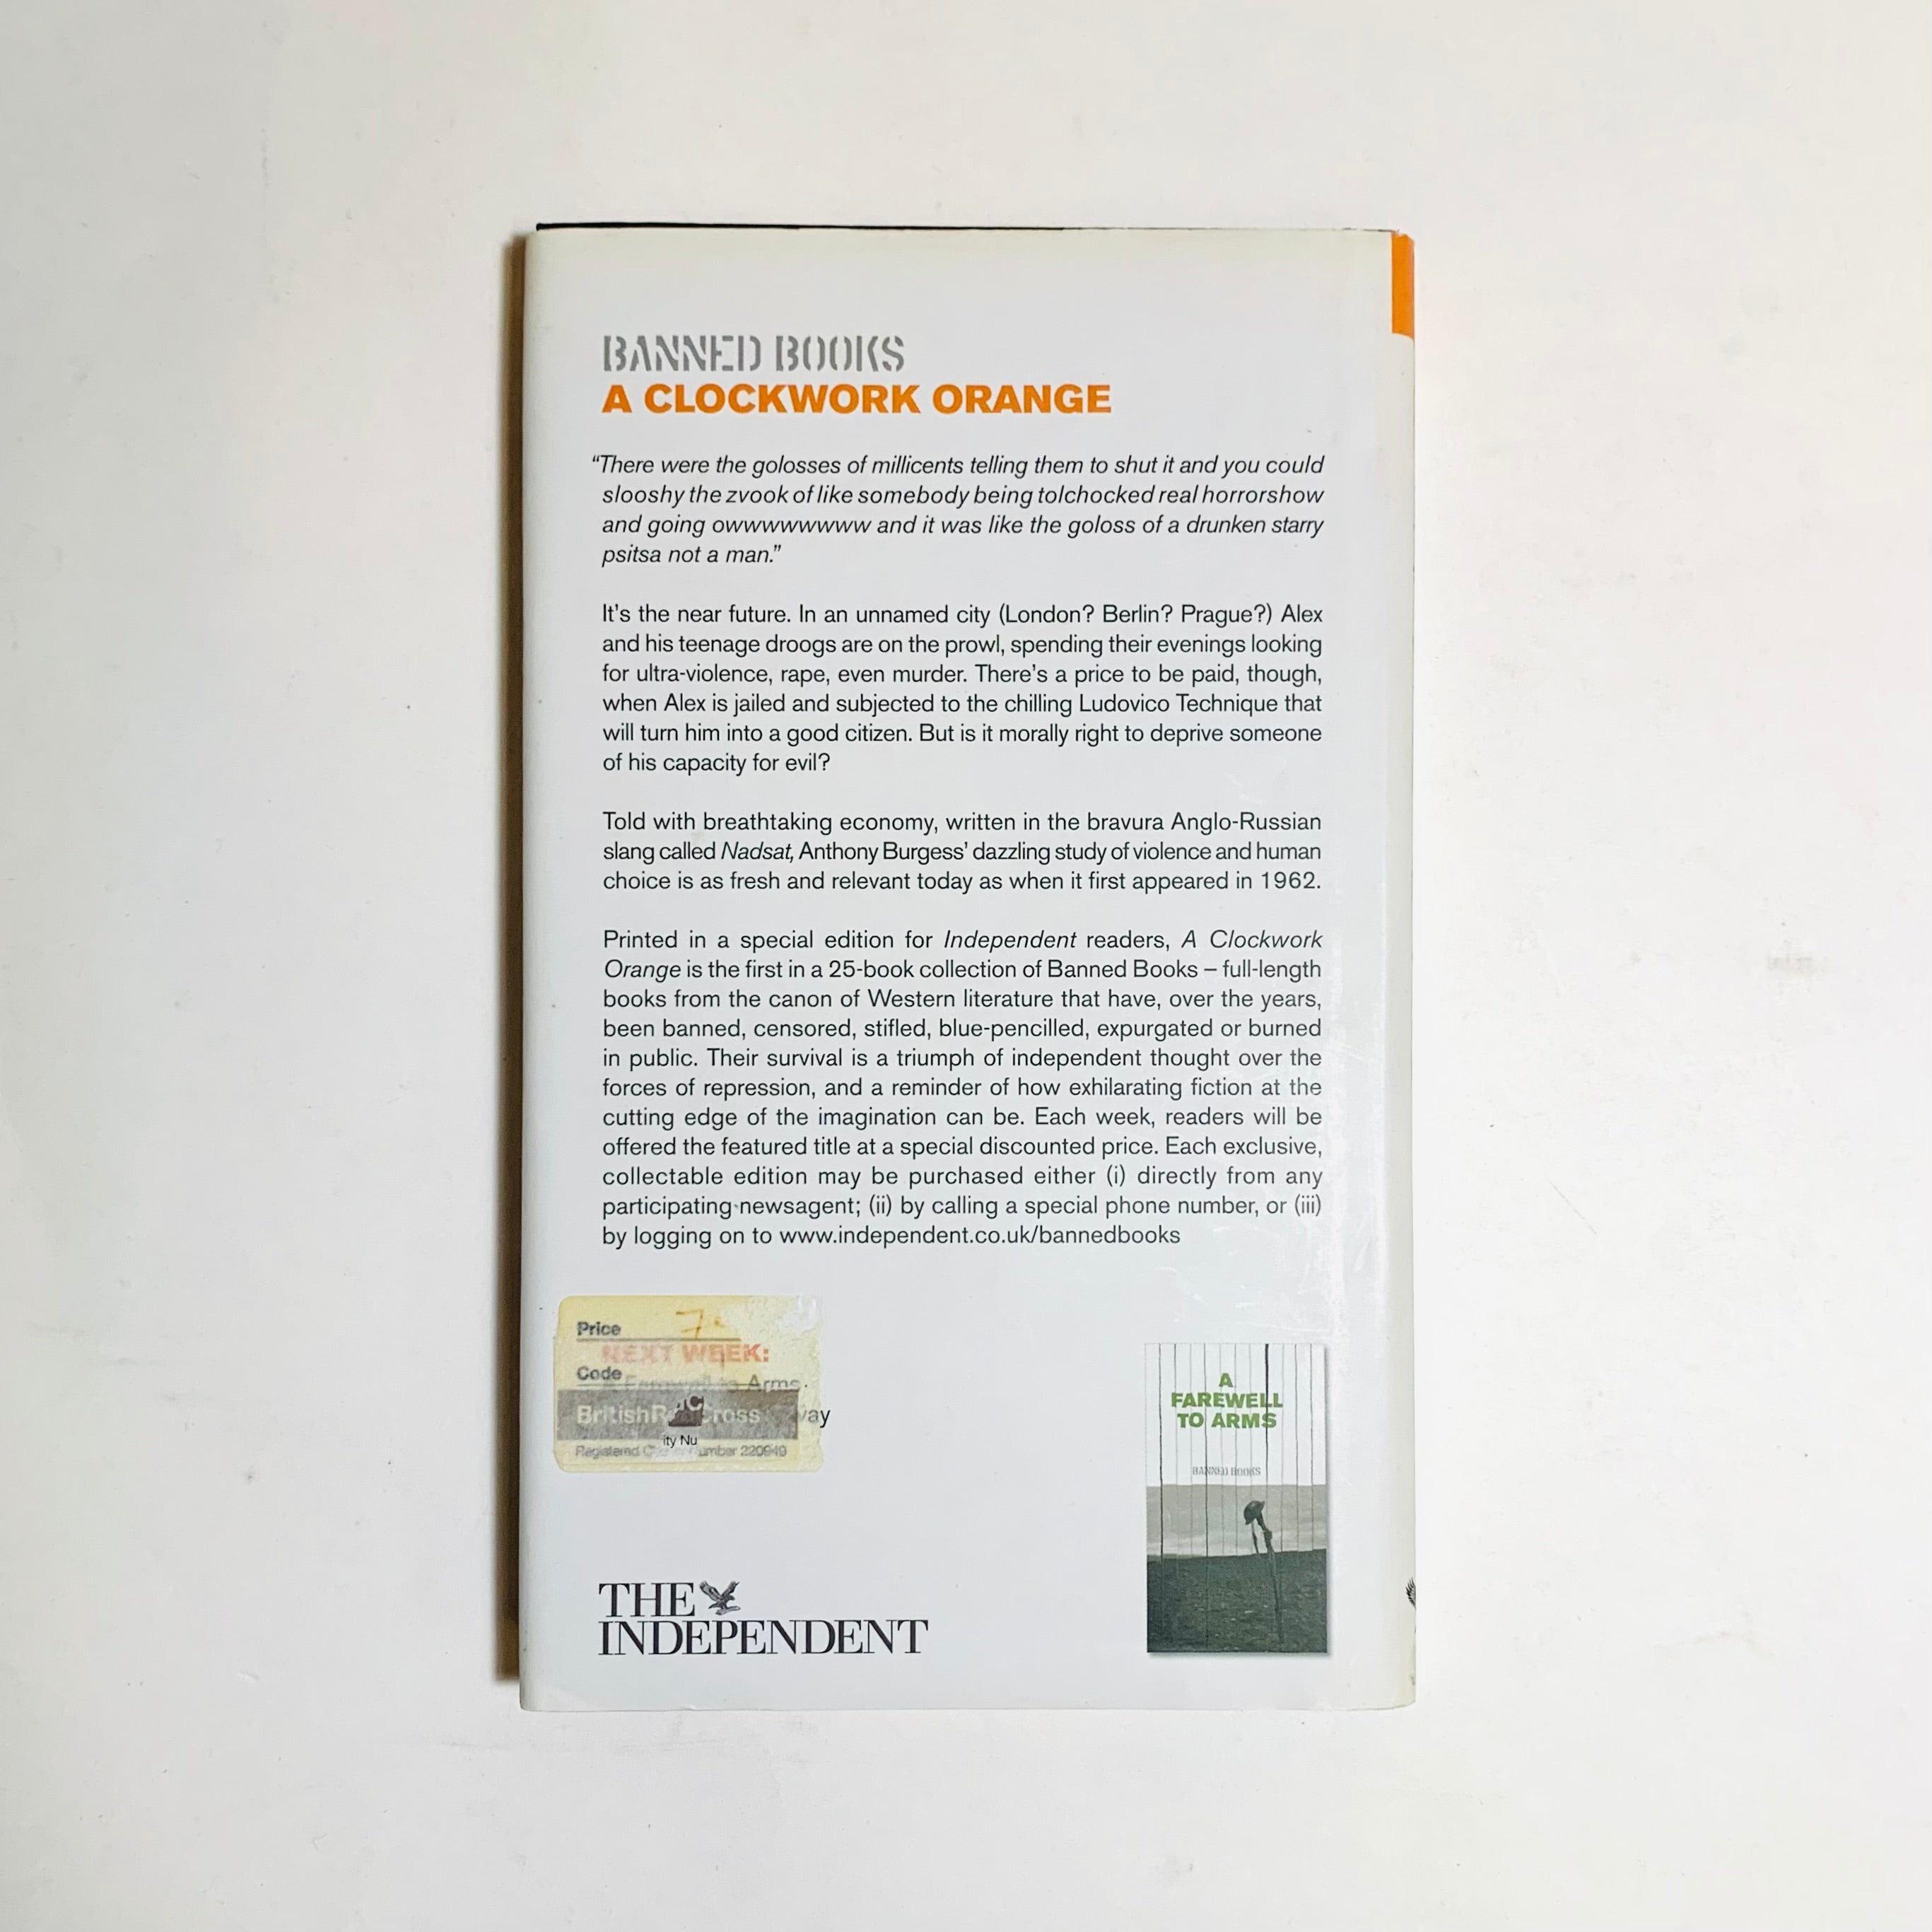 BANNED BOOKS
A CLOCKWORK ORANGE
“There were the golosses of millicents telling them to shut it and you could
slooshy the zvook of like somebody being tolchocked real horrorshow
and going owwwwwwww and it was like the goloss of a drunken starry
psitsa not a man.”
It's the near future. In an unnamed city (London? Berlin? Prague?) Alex
and his teenage droogs are on the prowl, spending their evenings looking
for ultra-violence, rape, even murder. There's a price to be paid, though,
when Alex is jailed and subjected to the chilling Ludovico Technique that
will turn him into a good citizen. But is it morally right to deprive someone
of his capacity for evil?
Told with breathtaking economy, written in the bravura Anglo-Russian
slang called Nadsat, Anthony Burgess' dazzling study of violence and human
choice is as fresh and relevant today as when it first appeared in 1962.
Printed in a special edition for Independent readers, A Clockwork
Orange is the first in a 25-book collection of Banned Books – full-length
books from the canon of Western literature that have, over the years,
been banned, censored, stifled, blue-pencilled, expurgated or burned
in public. Their survival is a triumph of independent thought over the
forces of repression, and a reminder of how exhilarating fiction at the
cutting edge of the imagination can be. Each week, readers will be
offered the featured title at a special discounted price. Each exclusive,
collectable edition may be purchased either (i) directly from any
participating newsagent; (ii) by calling a special phone number, or (iii)
by logging on to www.independent.co.uk/bannedbooks
Price
NEXT WEEK:
Code
Arms
British
Registered 220949
A
FAREWELL
TO ARMS
BANNED BOOKS
THE
INDEPENDENT